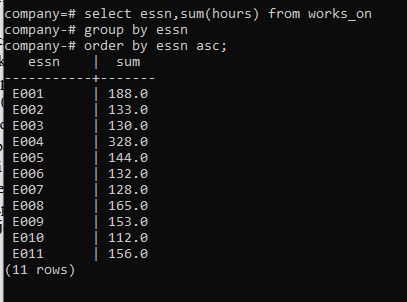 company=# select essn,sum(hours) from works_on
company-# group by essn
company-# order by essn asc;
essn | sum
-----------+-------
E001 | 188.0
E002 | 133.0
E003 | 130.0
E004 | 328.0
E005 | 144.0
E006 | 132.0
E007 | 128.0
E008 | 165.0
E009 | 153.0
E010 | 112.0
E011 | 156.0
(11 rows)